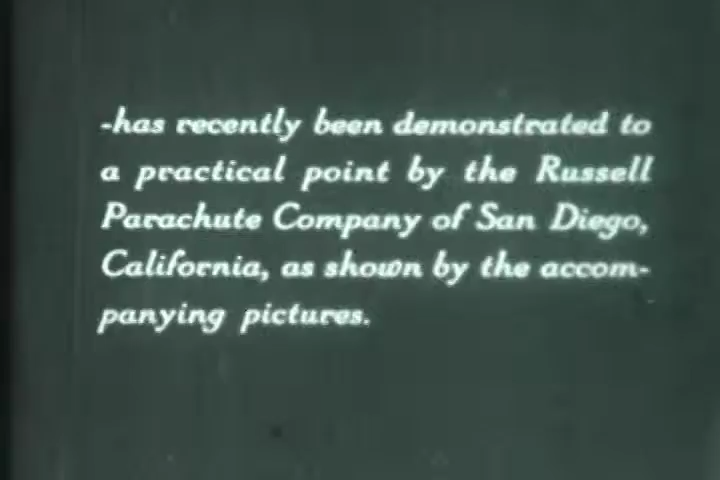 -has recently been demonstrated to
a practical point by the Russell
Parachute Company of San Diego,
California, as shown by the accom-
panying pictures.